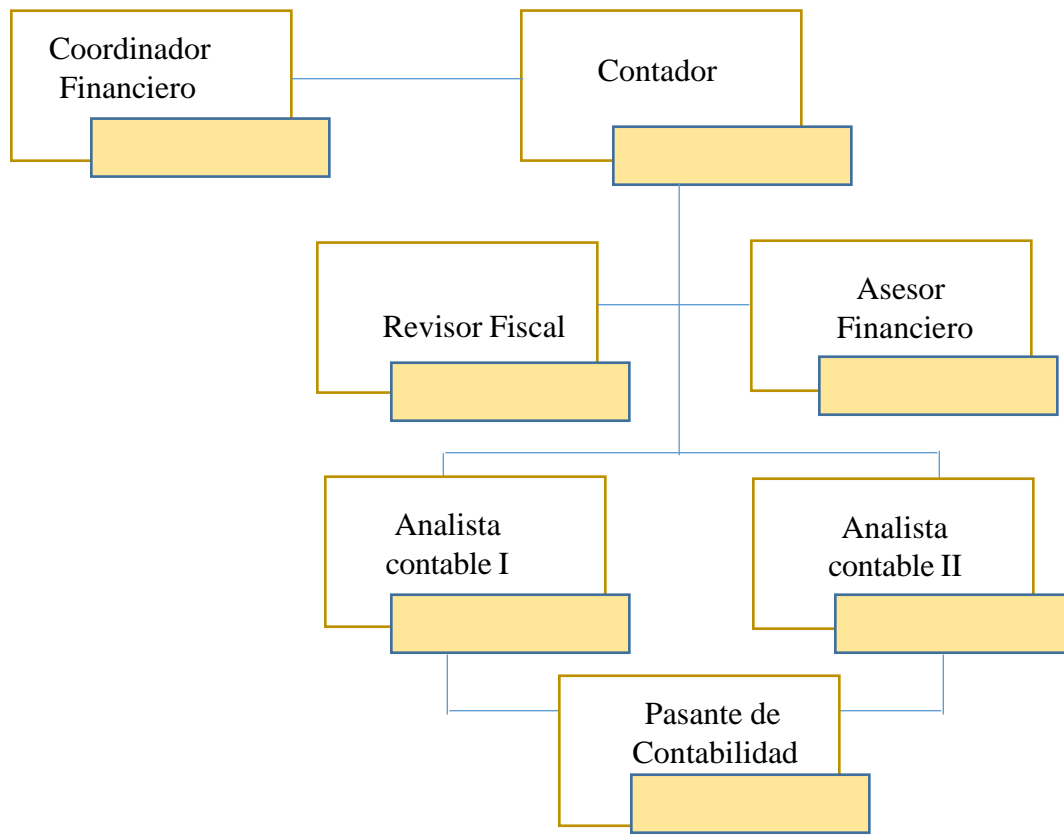 Coordinador
Financiero
Contador
Revisor Fiscal
Asesor
Financiero
Analista
contable I
Analista
contable II
Pasante de
Contabilidad